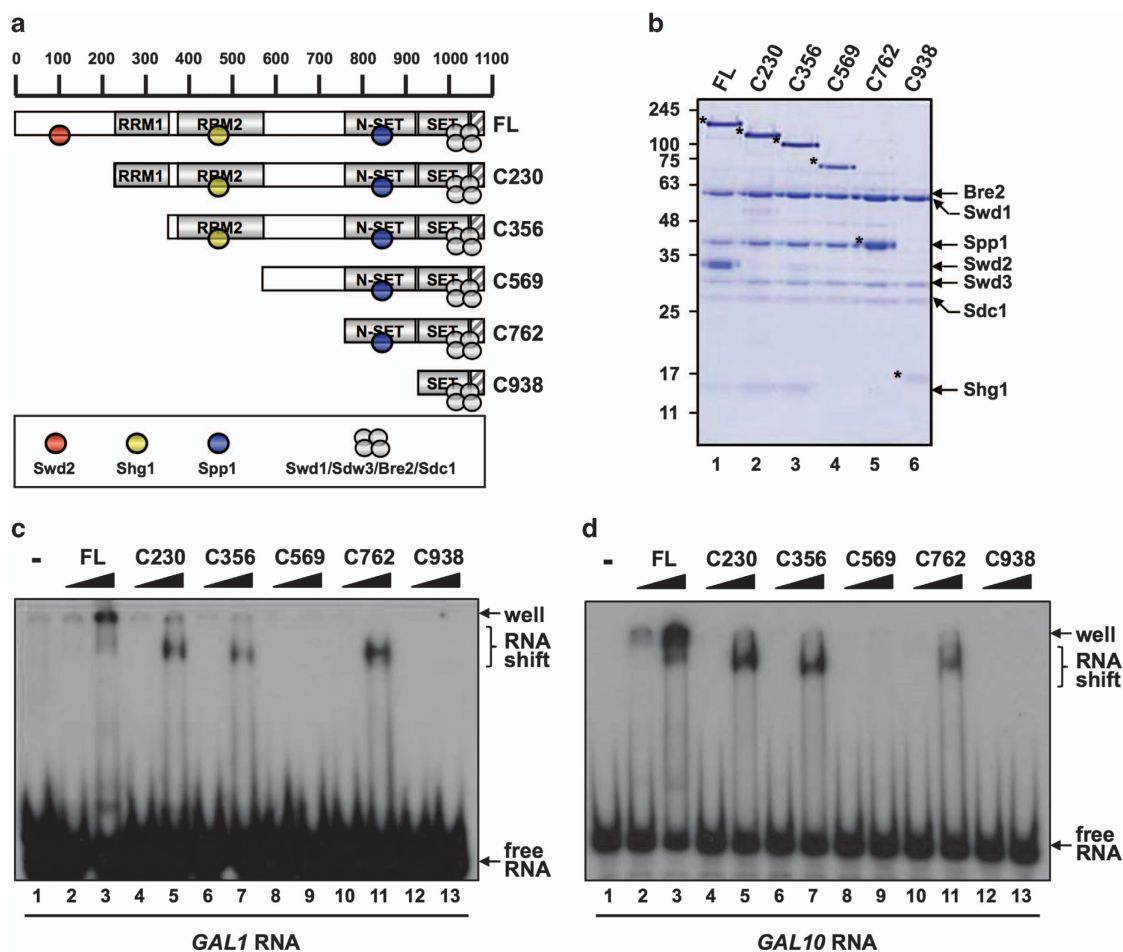 a
0 100 200 300 400 500 600 700 800 900 1000 1100
RRM1 RRM2 N-SET SET FL
RRM1 RRM2 N-SET SET C230
RRM2 N-SET SET C356
N-SET SET C569
N-SET SET C762
SET C938
Swd2 Shg1 Spp1 Swd1/Sdw3/Bre2/Sdc1
b
FL C230 C356 C569 C762 C938
245
100
75
63
48
35
25
17
11
* * * * * *
Bre2
Swd1
Spp1
Swd2
Swd3
Sdc1
Shg1
1 2 3 4 5 6
c
- FL C230 C356 C569 C762 C938
well
RNA
shift
free
RNA
1 2 3 4 5 6 7 8 9 10 11 12 13
GAL1 RNA
d
- FL C230 C356 C569 C762 C938
well
RNA
shift
free
RNA
1 2 3 4 5 6 7 8 9 10 11 12 13
GAL10 RNA